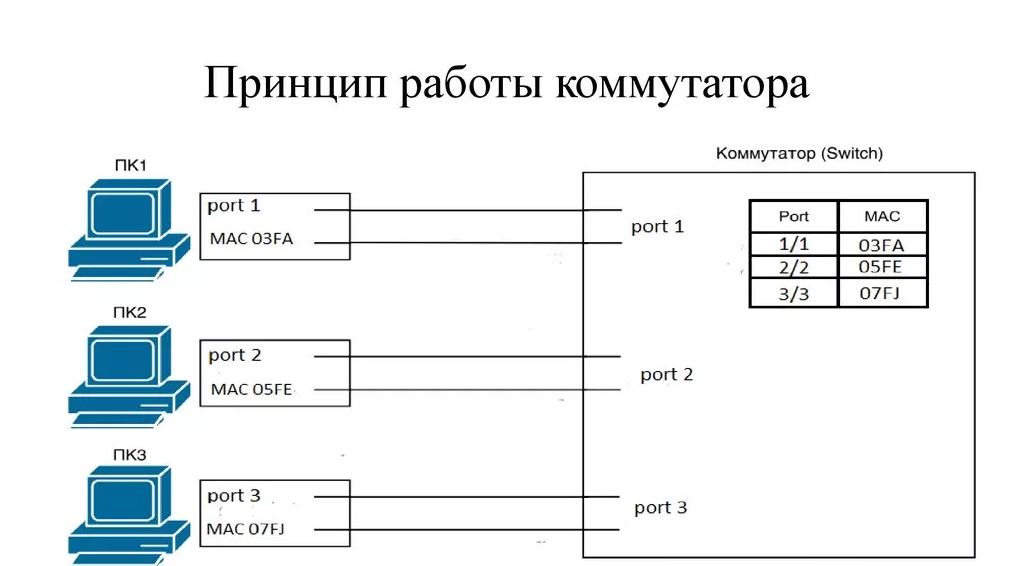 Принцип работы коммутатора
Коммутатор (Switch)
ПК1
port 1
MAC 03FA
port 1
Port MAC
1/1 03FA
2/2 05FE
3/3 07FJ
ПК2
port 2
MAC 05FE
port 2
ПК3
port 3
MAC 07FJ
port 3